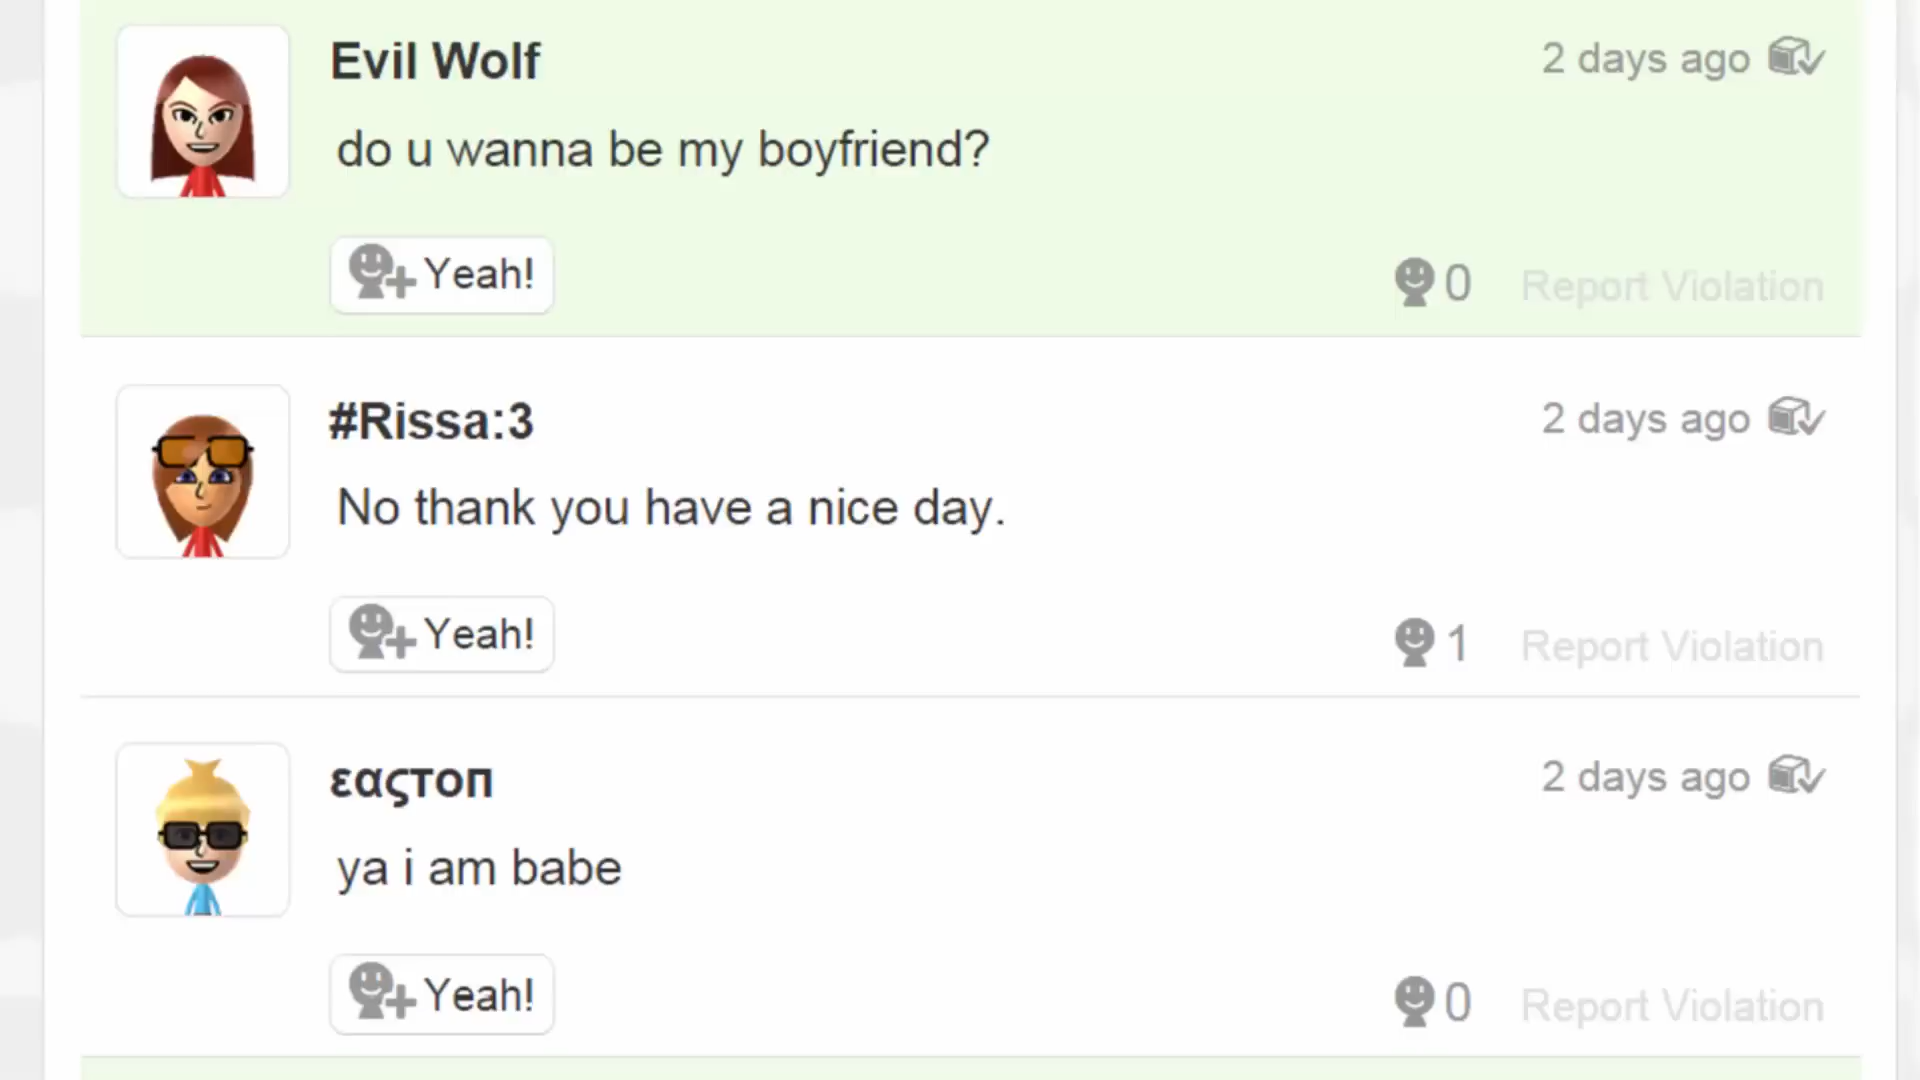 Evil Wolf
2 days ago
do u wanna be my boyfriend?
Yeah!
0
Report Violation
#Rissa:3
2 days ago
No thank you have a nice day.
Yeah!
1
Report Violation
εαςτοπ
2 days ago
ya i am babe
Yeah!
0
Report Violation